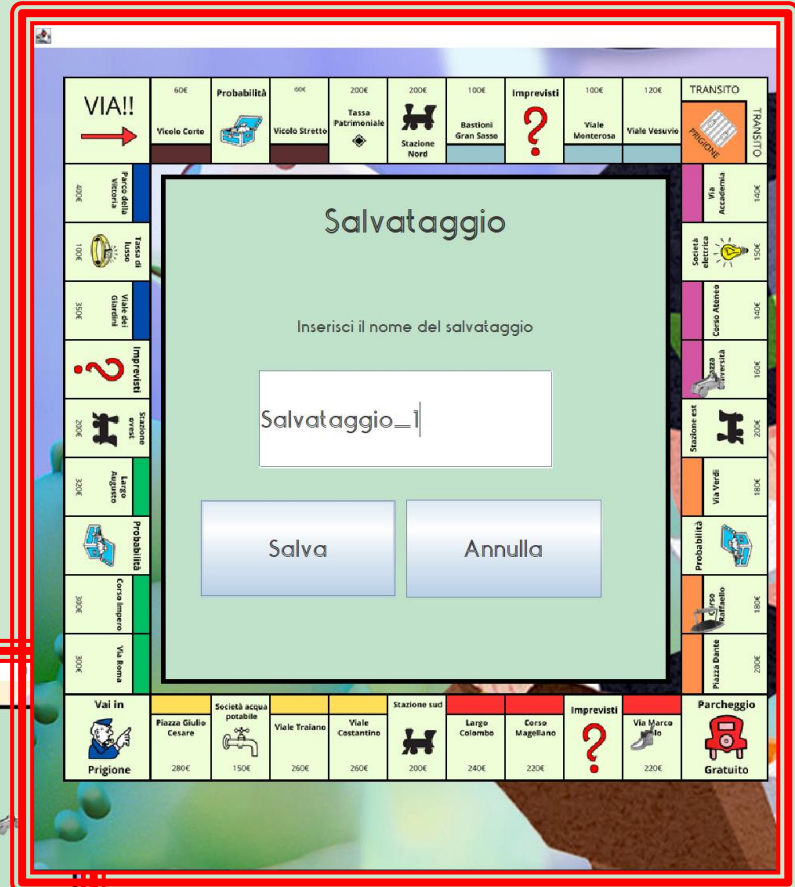 VIA!!
60€
Vicolo Corto
Probabilità
60€
Vicolo Stretto
200€
Tassa
Patrimoniale
200€
Stazione
Nord
100€
Bastioni
Gran Sasso
Imprevisti
100€
Viale
Monterosa
120€
Viale Vesuvio
TRANSITO
PRIGIONE
TRANSITO
Via
Accademia
140€
Società
elettrica
150€
Corso Ateneo
140€
160€
Stazione est
200€
Via Verdi
180€
Probabilità
Corso
Raffaello
180€
Piazza Dante
200€
Parcheggio
Gratuito
Via Marco
220€
Imprevisti
Corso
Magellano
220€
Largo
Colombo
240€
Stazione sud
200€
Viale
Costantino
260€
Viale Traiano
260€
Società acqua
potabile
150€
Piazza Giulio
Cesare
280€
Vai in
Prigione
Via Roma
300€
Corso Impero
300€
Probabilità
Largo
Augusto
320€
Stazione
ovest
200€
Imprevisti
Viale dei
Giardini
350€
Tassa di
lusso
100€
Parco della
Vittoria
400€
Salvataggio
Inserisci il nome del salvataggio
Salvataggio_1
Salva
Annulla